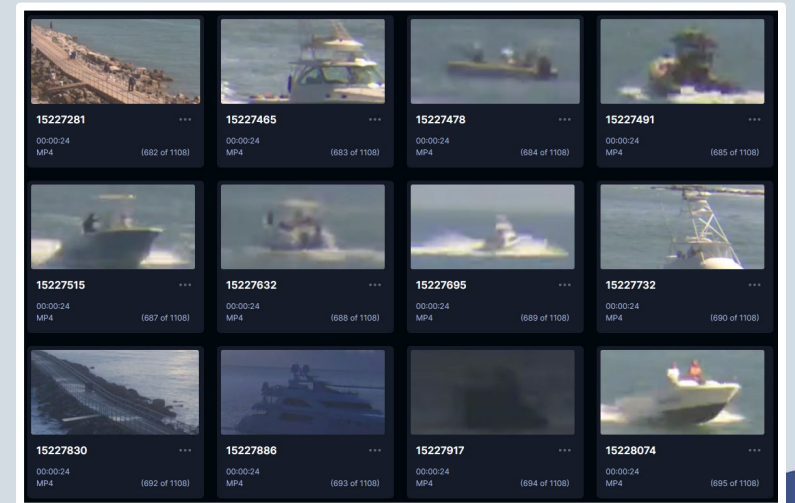 15227281 ...
00:00:24
MP4 (682 of 1108)
15227465 ...
00:00:24
MP4 (683 of 1108)
15227478 ...
00:00:24
MP4 (684 of 1108)
15227491 ...
00:00:24
MP4 (685 of 1108)
15227515 ...
00:00:24
MP4 (687 of 1108)
15227632 ...
00:00:24
MP4 (688 of 1108)
15227695 ...
00:00:24
MP4 (689 of 1108)
15227732 ...
00:00:24
MP4 (690 of 1108)
15227830 ...
00:00:24
MP4 (692 of 1108)
15227886 ...
00:00:24
MP4 (693 of 1108)
15227917 ...
00:00:24
MP4 (694 of 1108)
15228074 ...
00:00:24
MP4 (695 of 1108)